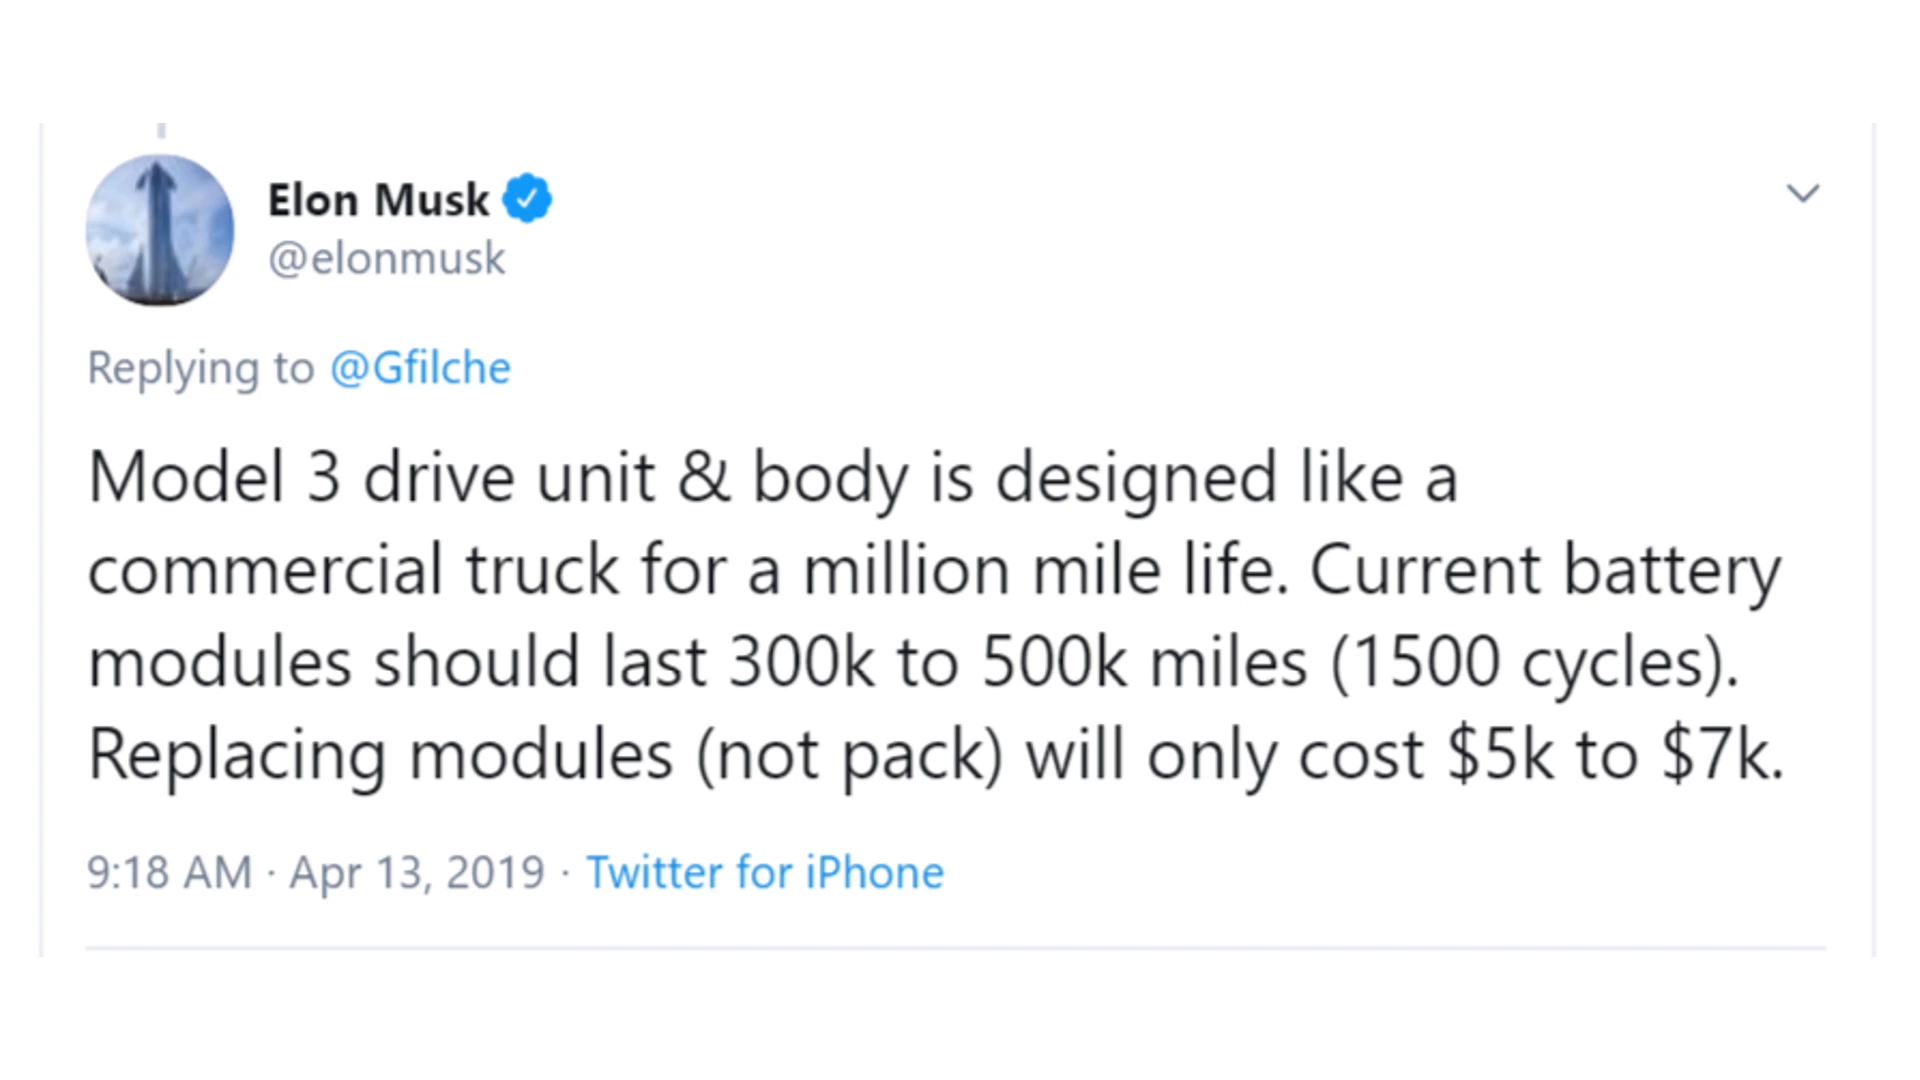 Elon Musk
@elonmusk
Replying to @Gfilche
Model 3 drive unit & body is designed like a
commercial truck for a million mile life. Current battery
modules should last 300k to 500k miles (1500 cycles).
Replacing modules (not pack) will only cost $5k to $7k.
9:18 AM · Apr 13, 2019 · Twitter for iPhone